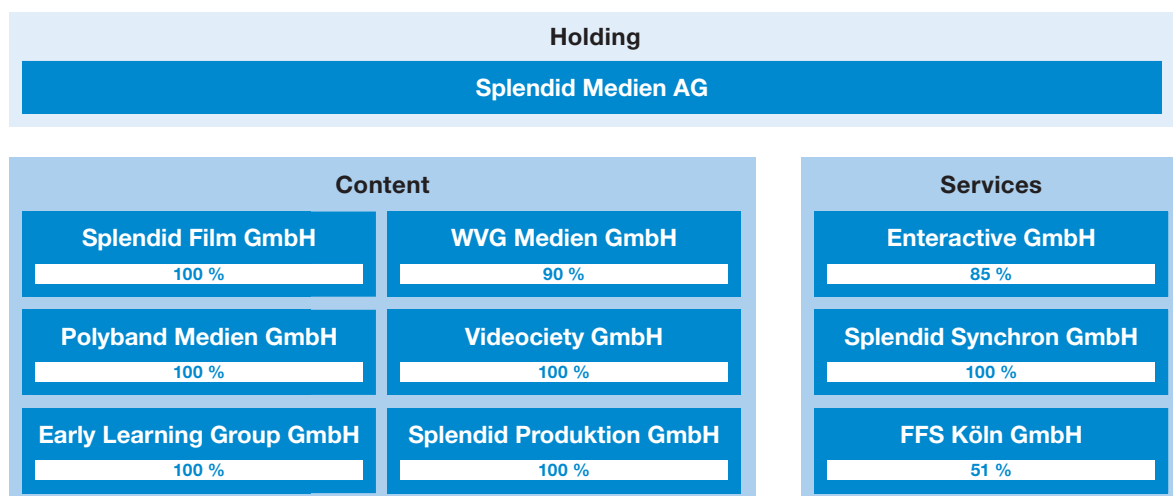 Holding
Splendid Medien AG
Content
Splendid Film GmbH
100 %
WVG Medien GmbH
90 %
Polyband Medien GmbH
100 %
Videociety GmbH
100 %
Early Learning Group GmbH
100 %
Splendid Produktion GmbH
100 %
Services
Enteractive GmbH
85 %
Splendid Synchron GmbH
100 %
FFS Köln GmbH
51 %